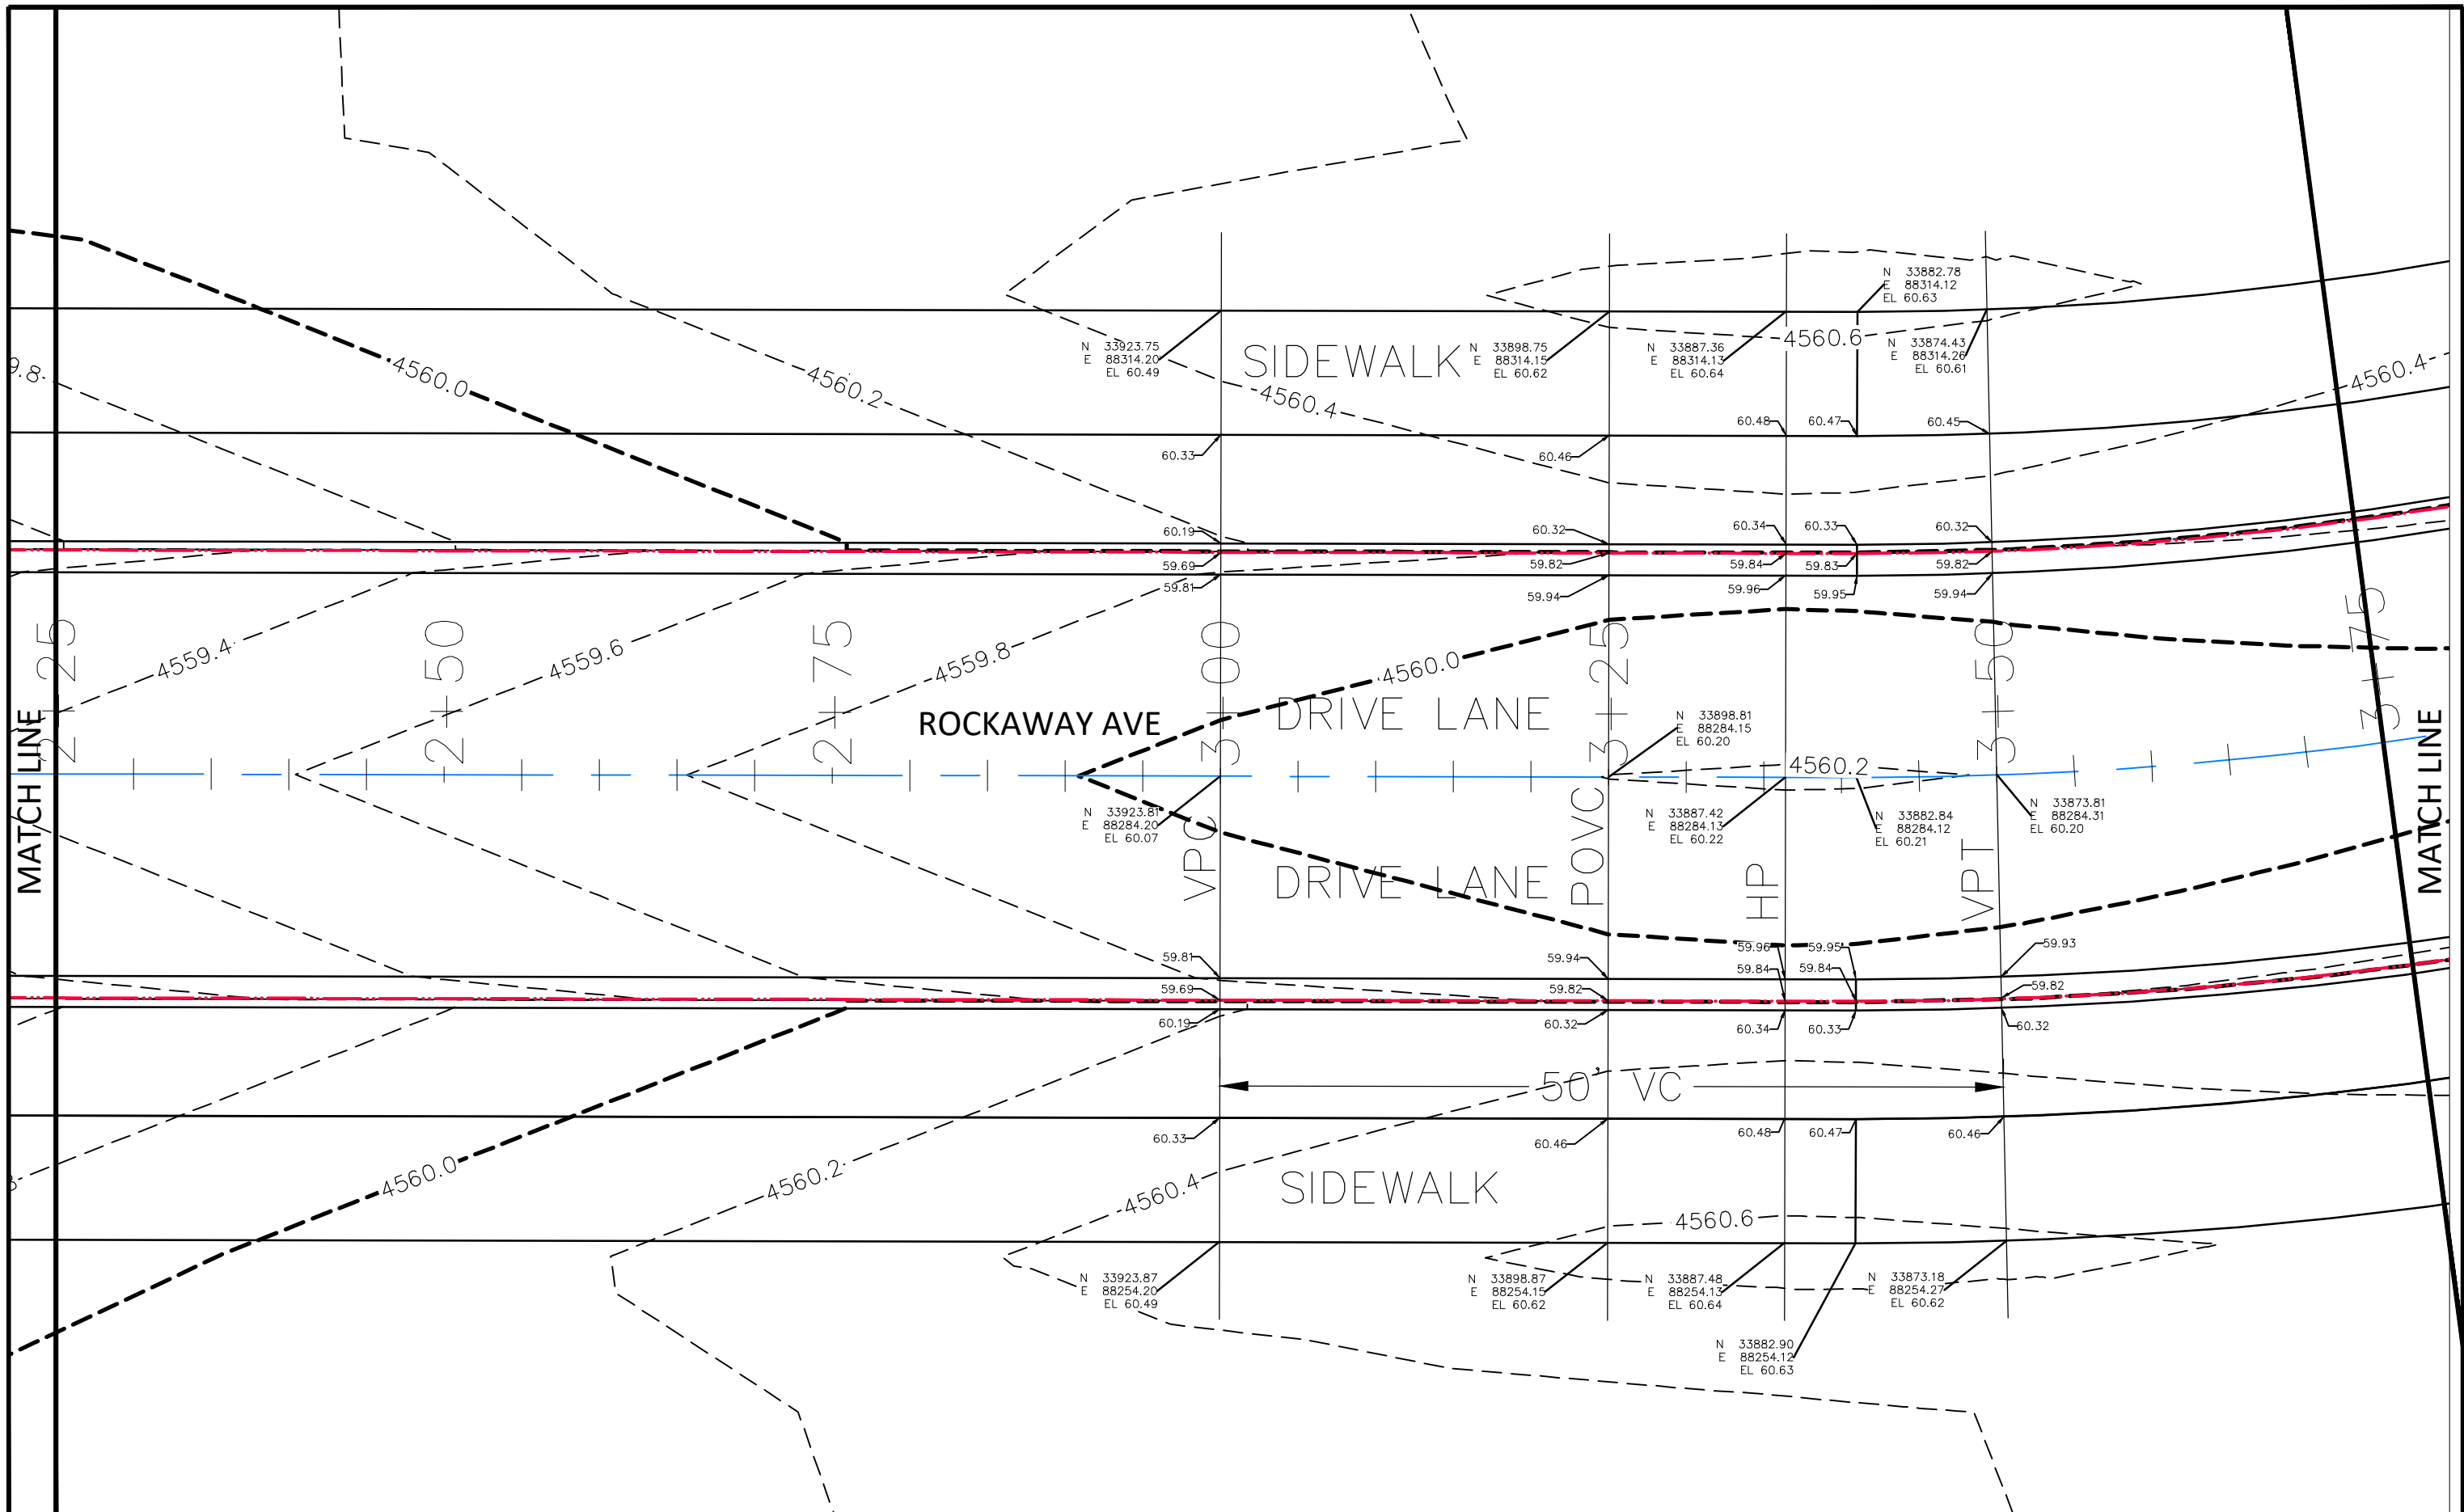 N 33882.78
E 88314.12
EL 60.63
N 33923.75
E 88314.20
EL 60.49
SIDEWALK
N 33898.75
E 88314.15
EL 60.62
N 33887.36
E 88314.13
EL 60.64
4560.6
N 33874.43
E 88314.26
EL 60.61
9.8
4560.0
4560.2
4560.4
4560.4
60.33
60.46
60.48
60.47
60.45
60.19
60.32
60.34
60.33
60.32
59.69
59.82
59.84
59.83
59.82
59.81
59.94
59.96
59.95
59.94
2+25
2+50
2+75
3+00
3+25
3+50
3+75
4559.4
4559.6
4559.8
4560.0
MATCH LINE
ROCKAWAY AVE
DRIVE LANE
N 33898.81
E 88284.15
EL 60.20
4560.2
MATCH LINE
N 33923.81
E 88284.20
EL 60.07
N 33887.42
E 88284.13
EL 60.22
N 33882.84
E 88284.12
EL 60.21
N 33873.81
E 88284.31
EL 60.20
VPC
POVC
HP
VPT
DRIVE LANE
59.81
59.94
59.96
59.95
59.93
59.69
59.82
59.84
59.84
59.82
60.19
60.32
60.34
60.33
60.32
50' VC
60.33
60.46
60.48
60.47
60.46
4560.0
4560.2
4560.4
SIDEWALK
4560.6
N 33923.87
E 88254.20
EL 60.49
N 33898.87
E 88254.15
EL 60.62
N 33887.48
E 88254.13
EL 60.64
N 33873.18
E 88254.27
EL 60.62
N 33882.90
E 88254.12
EL 60.63